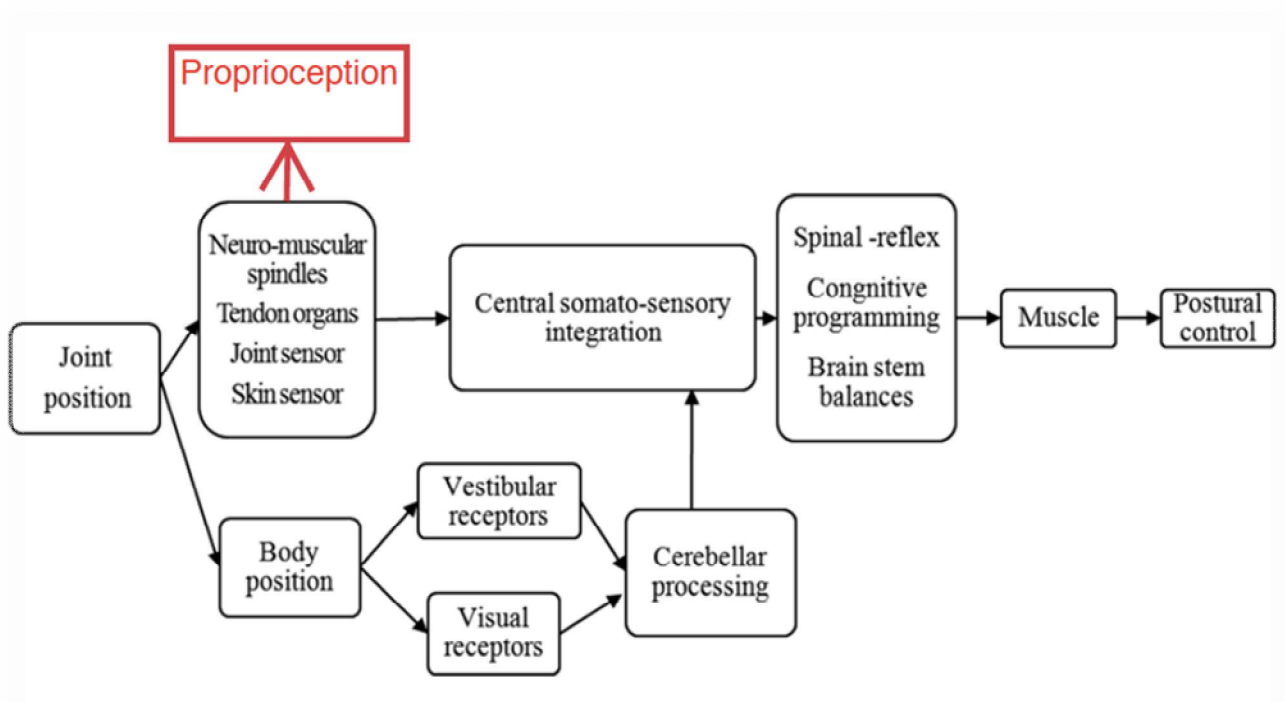 Proprioception
Neuro-muscular
spindles
Tendon organs
Joint sensor
Skin sensor
Joint
position
Central somato-sensory
integration
Spinal -reflex
Congnitive
programming
Brain stem
balances
Muscle
Postural
control
Body
position
Vestibular
receptors
Visual
receptors
Cerebellar
processing